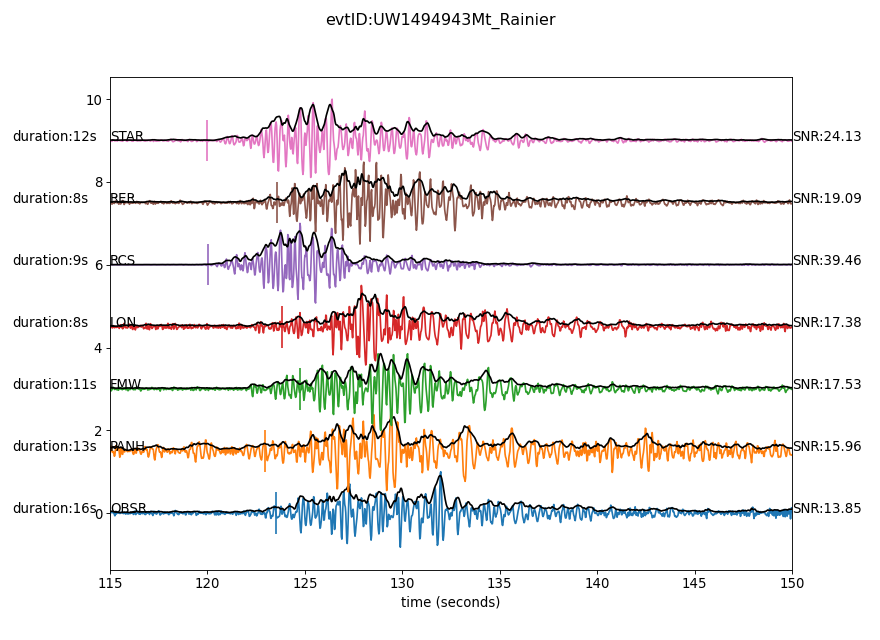 evtID:UW1494943Mt_Rainier
10
duration:12s STAR SNR:24.13
8
duration:8s RER SNR:19.09
duration:9s RCS SNR:39.46
6
duration:8s LON SNR:17.38
4
duration:11s FMW SNR:17.53
2
duration:13s PANH SNR:15.96
duration:16s OBSR SNR:13.85
0
115 120 125 130 135 140 145 150
time (seconds)